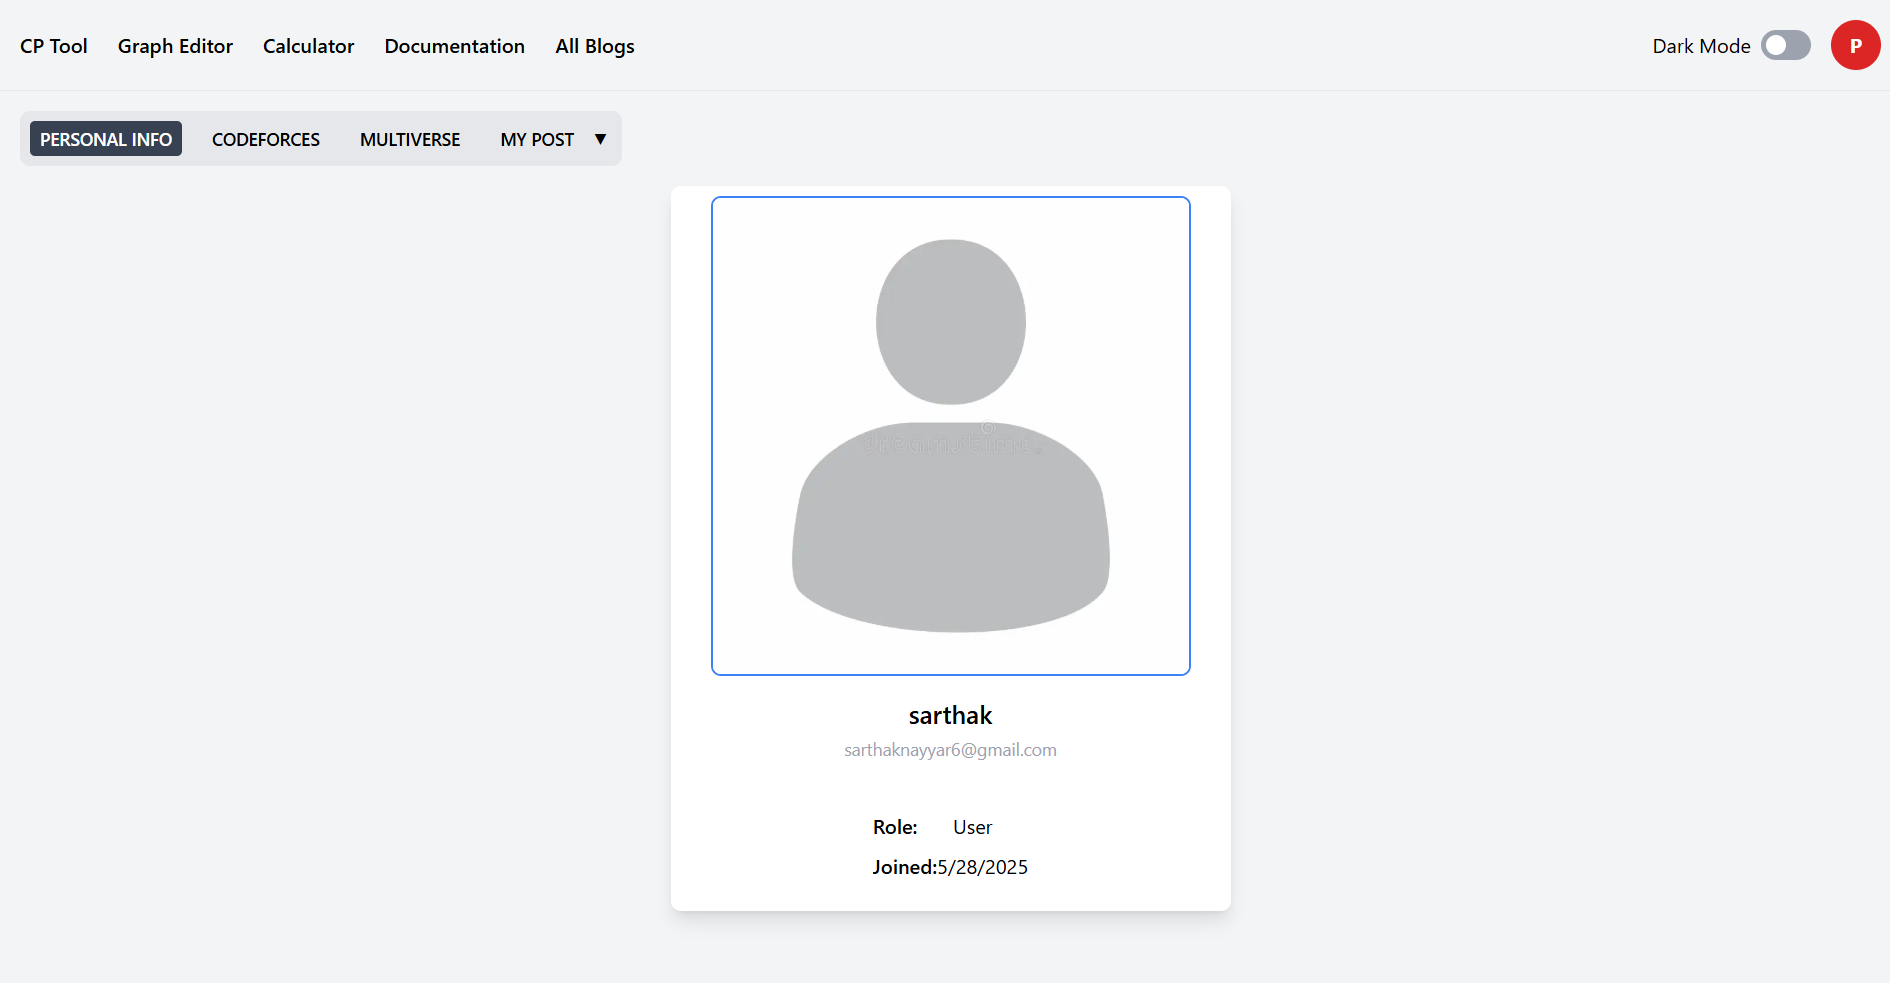 CP Tool Graph Editor Calculator Documentation All Blogs Dark Mode P
PERSONAL INFO CODEFORCES MULTIVERSE MY POST ▼
sarthak
sarthaknayyar6@gmail.com
Role: User
Joined:5/28/2025